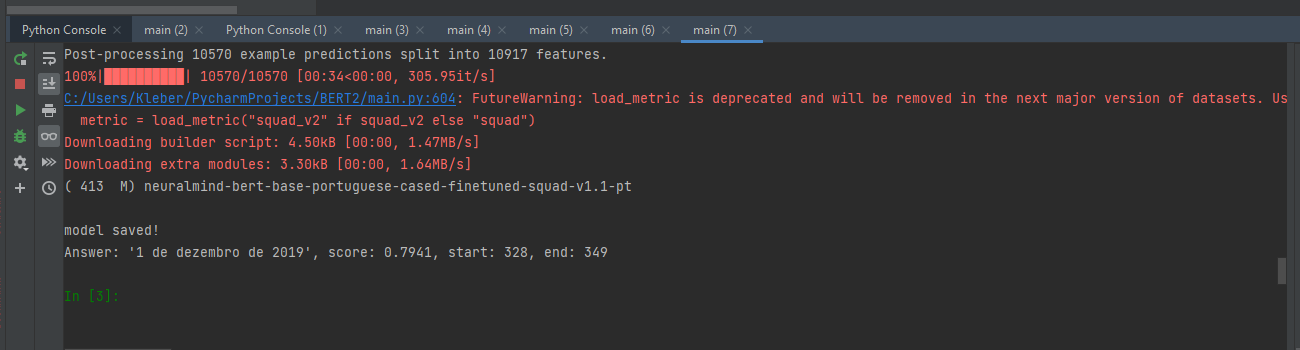 Python Console × main (2) × Python Console (1) × main (3) × main (4) × main (5) × main (6) × main (7) ×
Post-processing 10570 example predictions split into 10917 features.
100%|██████████| 10570/10570 [00:34<00:00, 305.95it/s]
C:/Users/Kleber/PycharmProjects/BERT2/main.py:604: FutureWarning: load_metric is deprecated and will be removed in the next major version of datasets. Us
metric = load_metric("squad_v2" if squad_v2 else "squad")
Downloading builder script: 4.50kB [00:00, 1.47MB/s]
Downloading extra modules: 3.30kB [00:00, 1.64MB/s]
( 413  M) neuralmind-bert-base-portuguese-cased-finetuned-squad-v1.1-pt
model saved!
Answer: '1 de dezembro de 2019', score: 0.7941, start: 328, end: 349
In [3]: